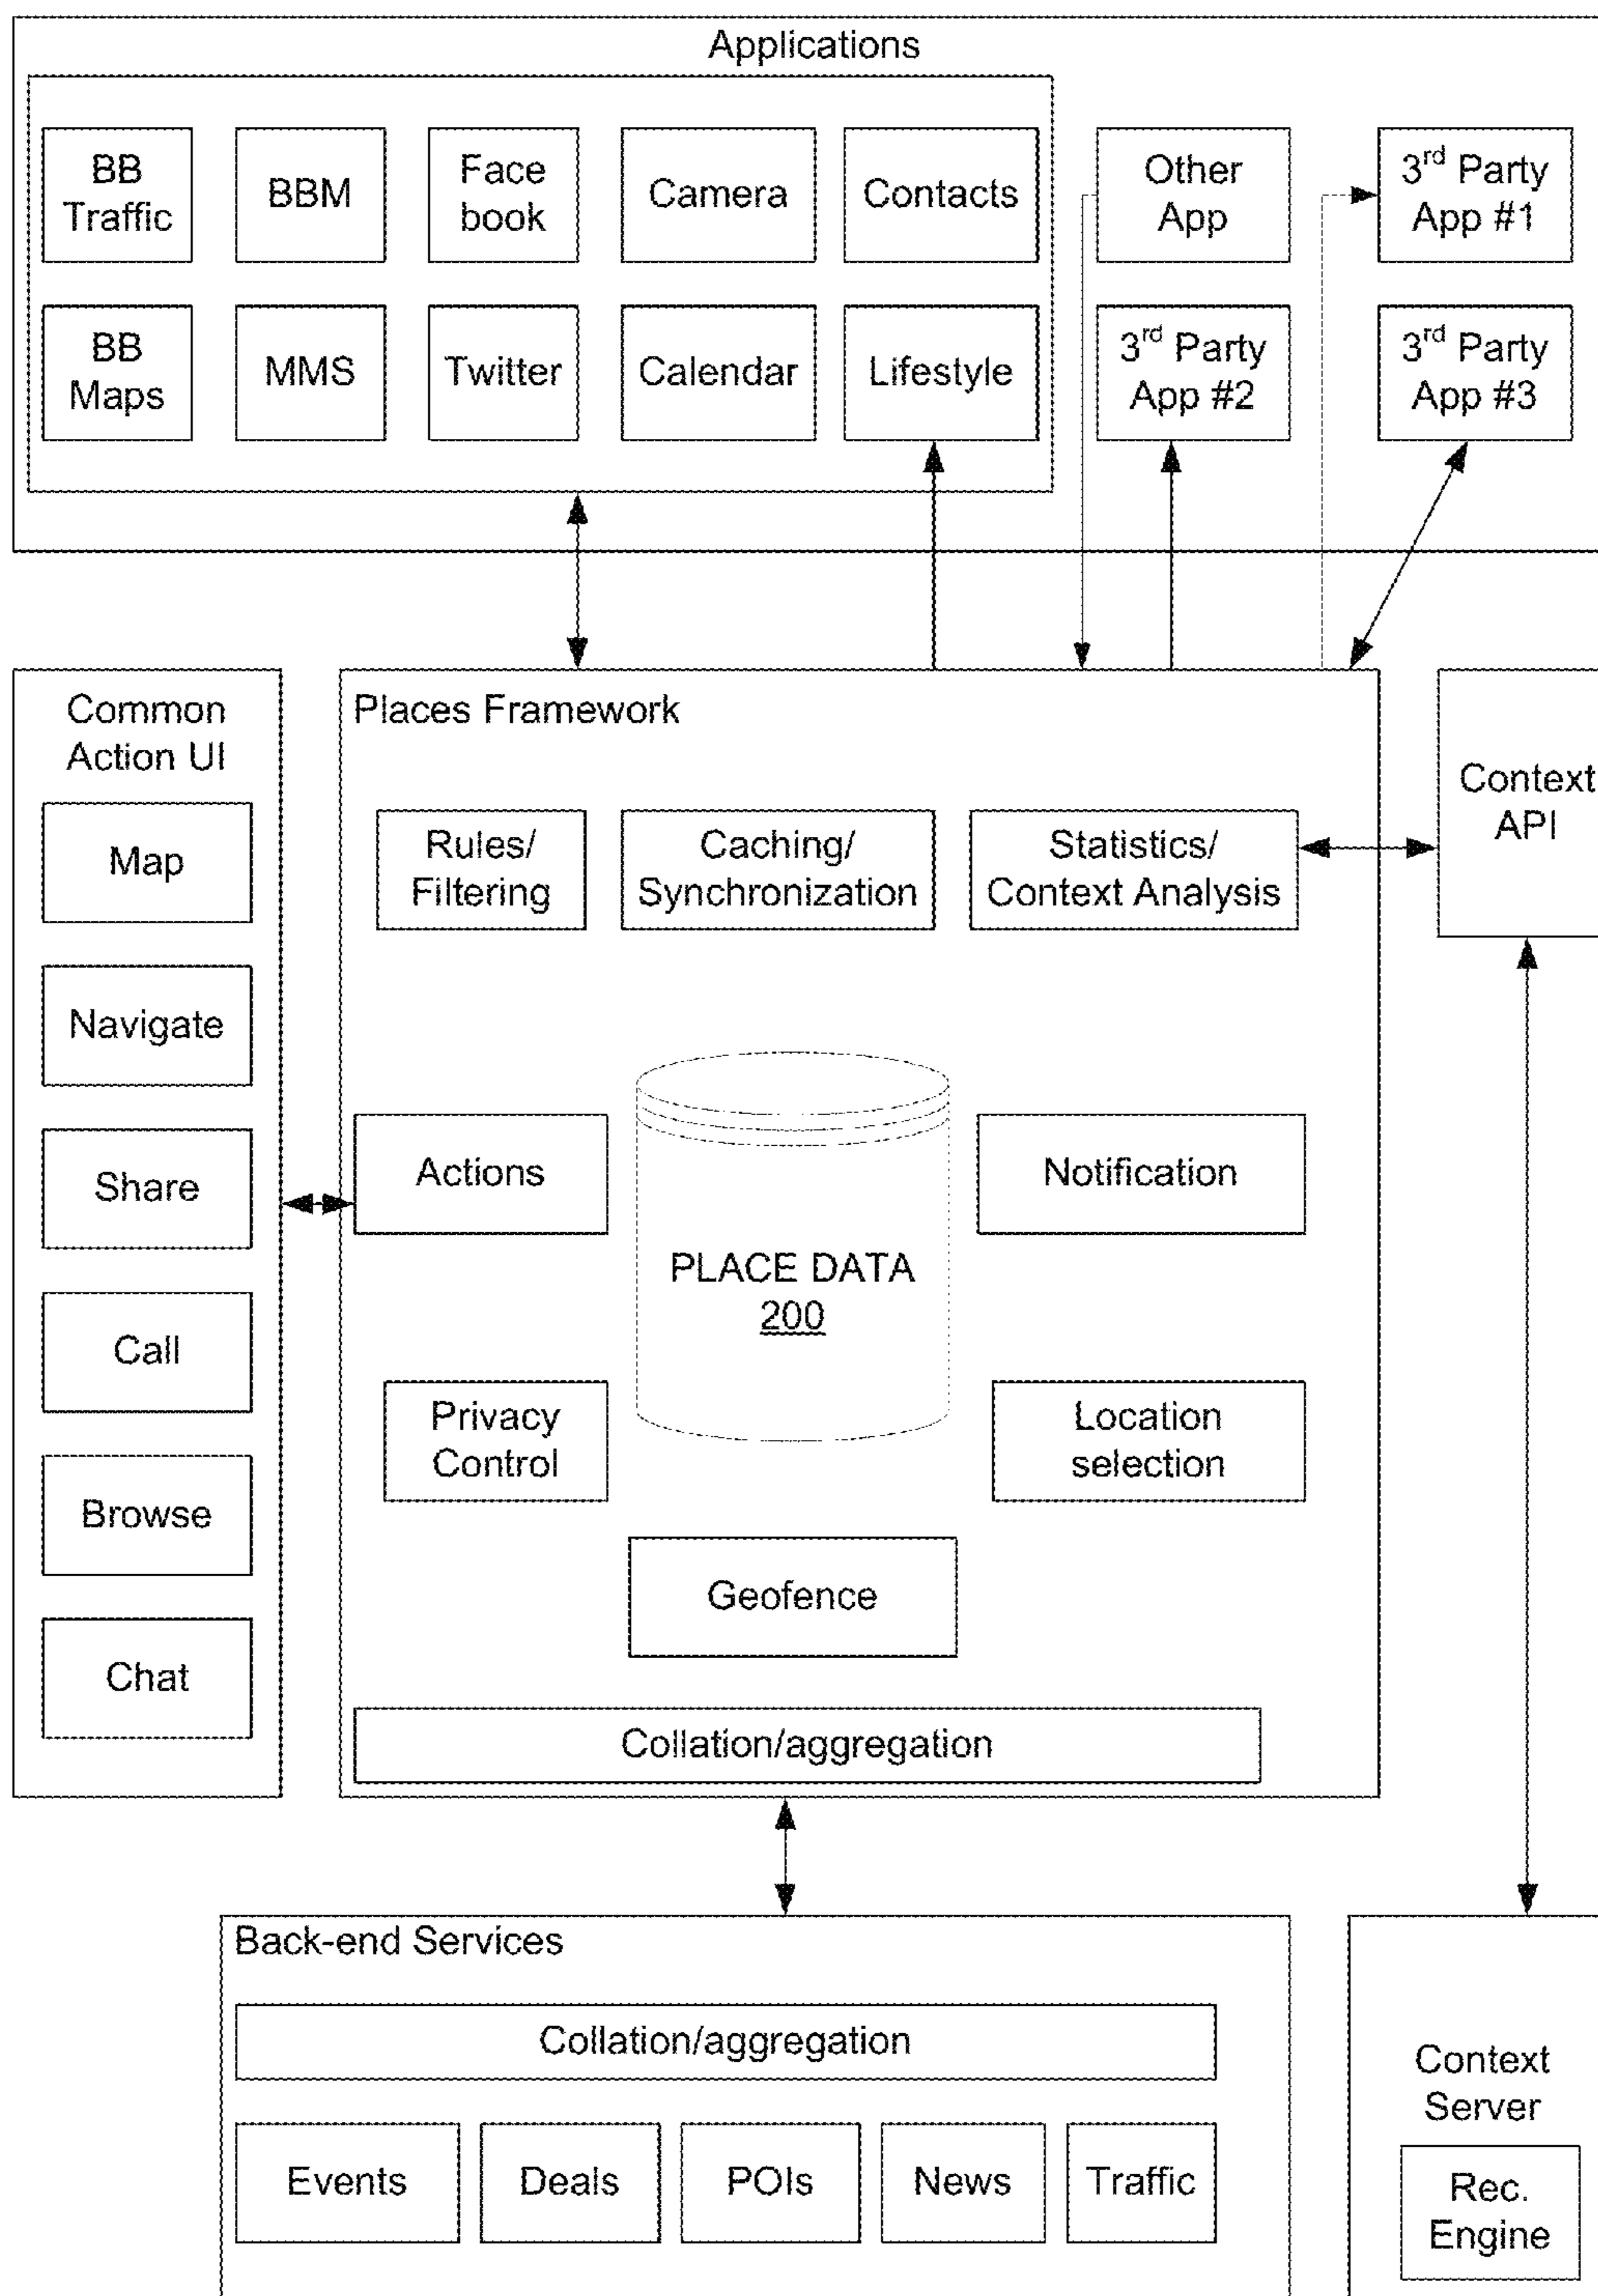 Applications
BB
Traffic
BBM
Face
book
Camera
Contacts
Other
App
3rd Party
App #1
BB
Maps
MMS
Twitter
Calendar
Lifestyle
3rd Party
App #2
3rd Party
App #3
Common
Action UI
Map
Navigate
Share
Call
Browse
Chat
Places Framework
Rules/
Filtering
Caching/
Synchronization
Statistics/
Context Analysis
Actions
PLACE DATA
200
Notification
Privacy
Control
Location
selection
Geofence
Collation/aggregation
Context
API
Back-end Services
Collation/aggregation
Events
Deals
POIs
News
Traffic
Context
Server
Rec.
Engine